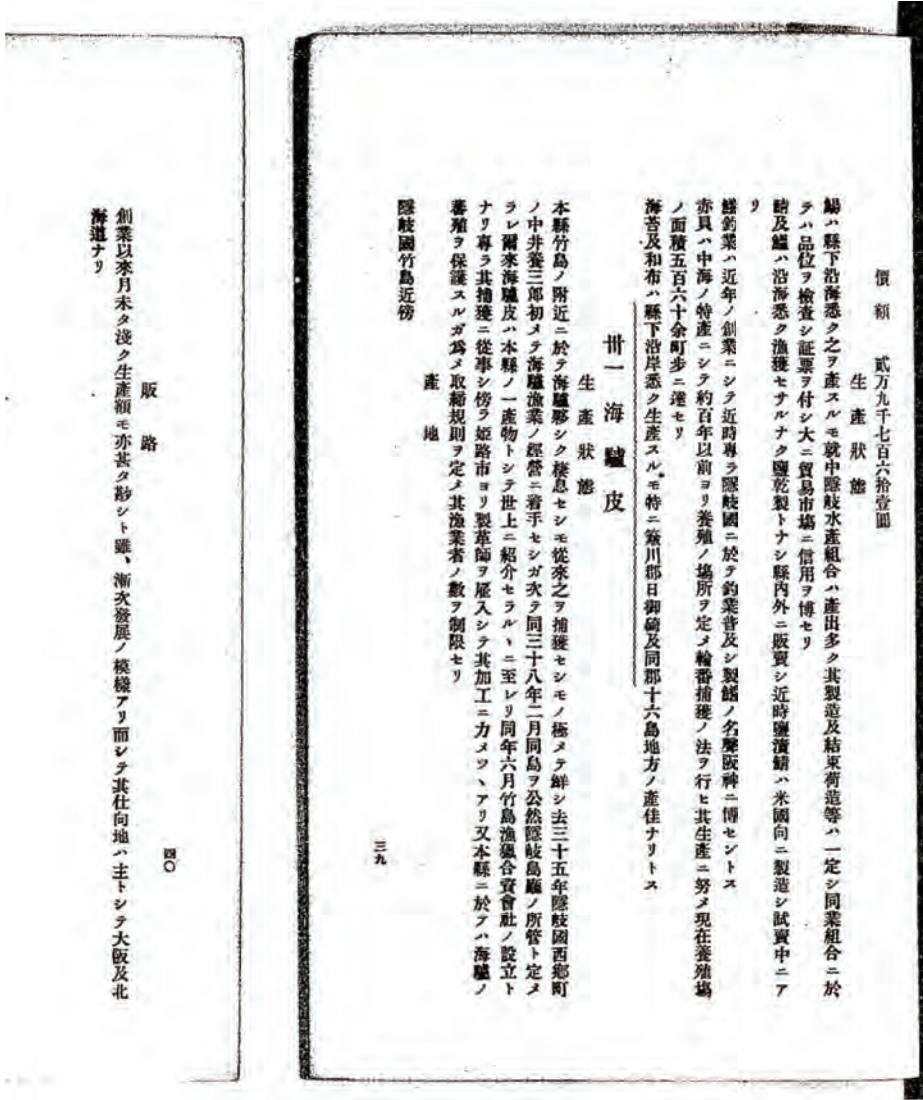 價額　貳万九千七百六拾壹圓
生產狀態
鯣ハ縣下沿海悉ク之ヲ產スルモ就中隱岐水產組合ハ產出多ク其製造及結束荷造等ハ一定シ同業組合ニ於
テハ品位ヲ檢查シ証票ヲ付シ大ニ貿易市塲ニ信用ヲ博セリ
鯖及鰮ハ沿海悉ク漁獲セサルナク鹽乾製トナシ縣內外ニ販賣シ近時鹽漬鯖ハ米國向ニ製造シ試賣中ニア
リ
鱶釣業ハ近年ノ創業ニシテ近時專ラ隱岐國ニ於テ釣業普及シ製鱶ノ名聲阪神ニ博セントス
赤貝ハ中海ノ特產ニシテ約百年以前ヨリ養殖ノ塲所ヲ定メ輪番捕獲ノ法ヲ行ヒ其生產ニ努メ現在養殖塲
ノ面積五百六十余町步ニ達セリ
海苔及和布ハ縣下沿岸悉ク生產スルモ特ニ簸川郡日御碕及同郡十六島地方ノ產佳ナリトス
卅一 海驢皮
生產狀態
本縣竹島ノ附近ニ於テ海驢夥シク棲息セシモ從來之ヲ捕獲セシモノ極メテ鮮シ去三十五年隱岐國西鄕町
ノ中井養三郎初メテ海驢漁業ノ經營ニ着手セシガ次テ同三十八年二月同島ヲ公然隱岐島廳ノ所管ト定メ
ラレ爾來海驢皮ハ本縣ノ一產物トシテ世上ニ紹介セラルヽニ至レリ同年六月竹島漁獵合資會社ノ設立ト
ナリ專ラ其捕獲ニ從事シ傍ラ姬路市ヨリ製革師ヲ雇入シテ其加工ニ力メツヽアリ又本縣ニ於テハ海驢ノ
蕃殖ヲ保護スルガ爲メ取締規則ヲ定メ其漁業者ノ數ヲ制限セリ
產地
隱岐國竹島近傍
三九
販路
創業以來月未タ淺ク生產額モ亦甚タ尠シト雖、漸次發展ノ模樣アリ而シテ其仕向地ハ主トシテ大阪及北
海道ナリ
四〇